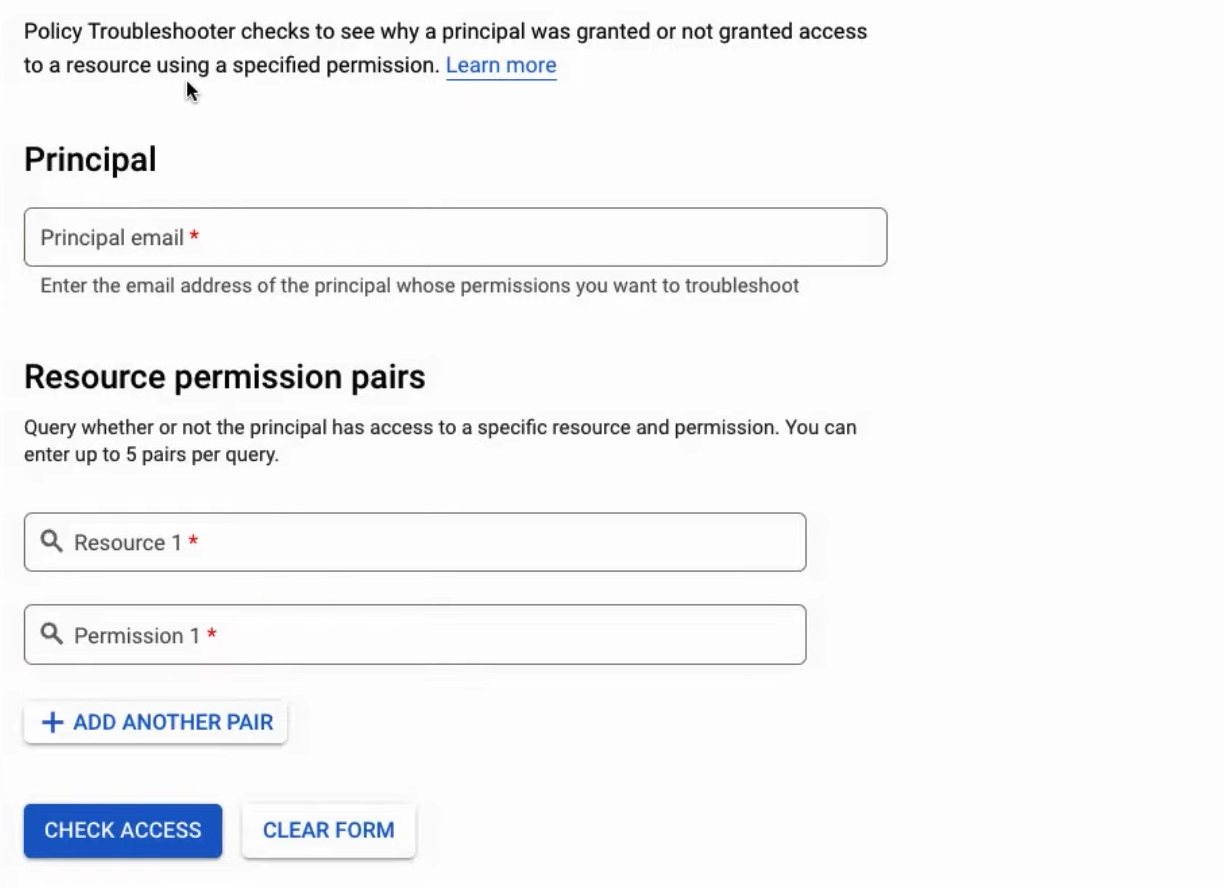 Policy Troubleshooter checks to see why a principal was granted or not granted access
to a resource using a specified permission. Learn more
Principal
Principal email *
Enter the email address of the principal whose permissions you want to troubleshoot
Resource permission pairs
Query whether or not the principal has access to a specific resource and permission. You can
enter up to 5 pairs per query.
Resource 1 *
Permission 1 *
+ ADD ANOTHER PAIR
CHECK ACCESS CLEAR FORM